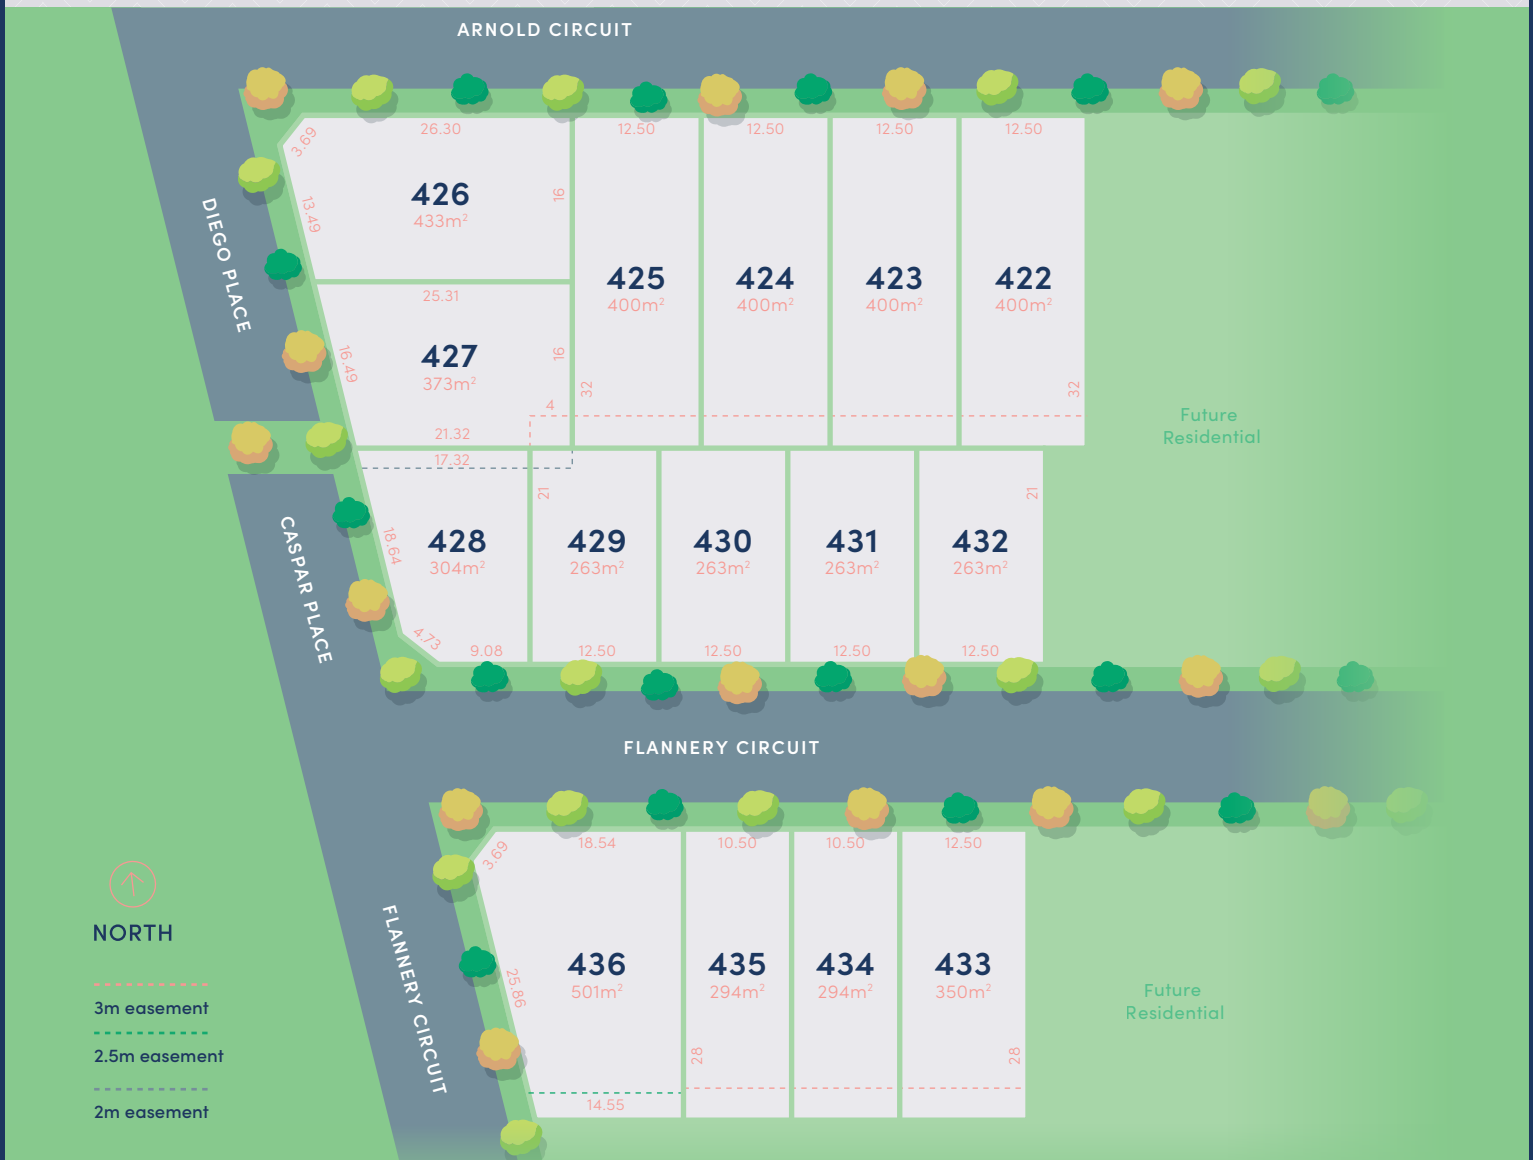 ARNOLD CIRCUIT
3.69
26.30
12.50
12.50
12.50
12.50
13.49
426
433m²
16
DIEGO PLACE
425
400m²
424
400m²
423
400m²
422
400m²
25.31
16.49
427
373m²
16
32
32
4
21.32
Future
Residential
17.32
21
21
CASPAR PLACE
18.64
428
304m²
429
263m²
430
263m²
431
263m²
432
263m²
4.73
9.08
12.50
12.50
12.50
12.50
FLANNERY CIRCUIT
3.69
18.54
10.50
10.50
12.50
NORTH
FLANNERY CIRCUIT
25.86
436
501m²
435
294m²
434
294m²
433
350m²
Future
Residential
3m easement
28
28
2.5m easement
14.55
2m easement